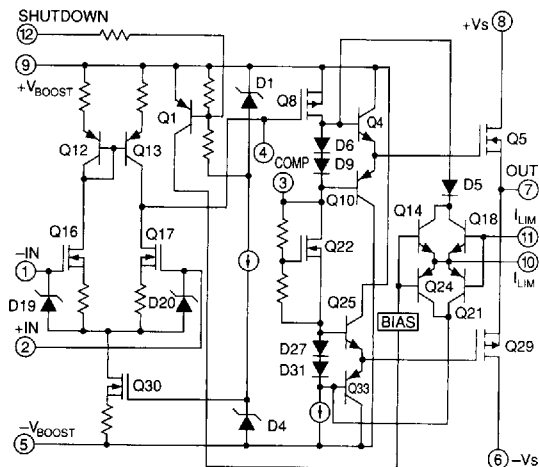 SHUTDOWN
12
9
+VBOOST
D1
Q1
Q8
4
COMP
3
D6
D9
Q4
Q10
+VS
8
Q5
OUT
7
D5
Q14
Q18
ILIM
11
10
ILIM
Q12
Q13
Q16
Q17
-IN
1
D19
D20
+IN
2
Q22
Q25
Q24
Q21
BIAS
D27
D31
Q33
Q29
Q30
D4
5
-VBOOST
6
-VS